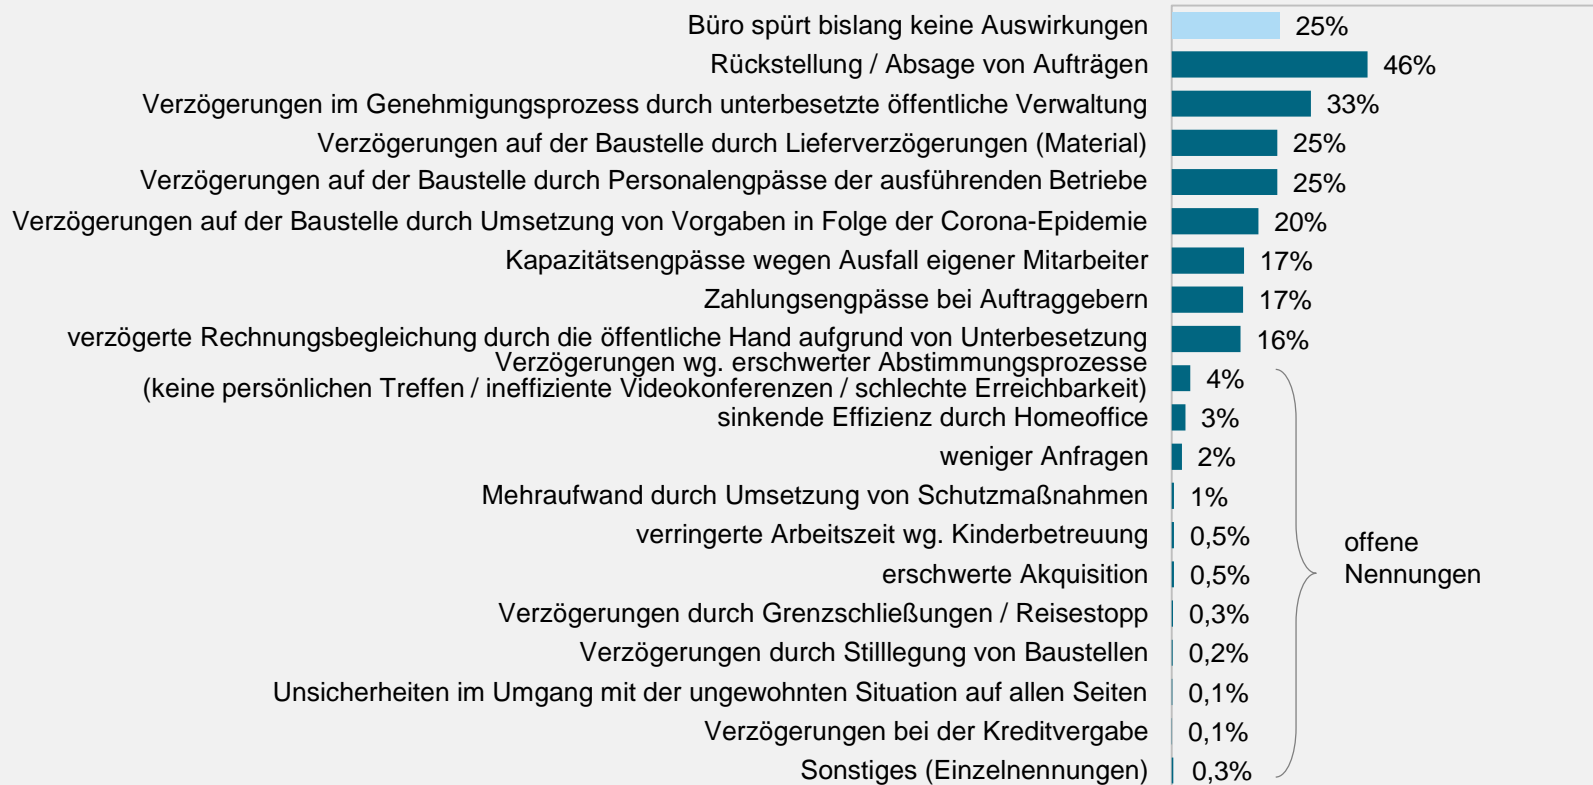 Büro spürt bislang keine Auswirkungen 25%
Rückstellung / Absage von Aufträgen 46%
Verzögerungen im Genehmigungsprozess durch unterbesetzte öffentliche Verwaltung 33%
Verzögerungen auf der Baustelle durch Lieferverzögerungen (Material) 25%
Verzögerungen auf der Baustelle durch Personalengpässe der ausführenden Betriebe 25%
Verzögerungen auf der Baustelle durch Umsetzung von Vorgaben in Folge der Corona-Epidemie 20%
Kapazitätsengpässe wegen Ausfall eigener Mitarbeiter 17%
Zahlungsengpässe bei Auftraggebern 17%
verzögerte Rechnungsbegleichung durch die öffentliche Hand aufgrund von Unterbesetzung 16%
Verzögerungen wg. erschwerter Abstimmungsprozesse
(keine persönlichen Treffen / ineffiziente Videokonferenzen / schlechte Erreichbarkeit) 4%
sinkende Effizienz durch Homeoffice 3%
weniger Anfragen 2%
Mehraufwand durch Umsetzung von Schutzmaßnahmen 1%
verringerte Arbeitszeit wg. Kinderbetreuung 0,5%
erschwerte Akquisition 0,5%
Verzögerungen durch Grenzschließungen / Reisestopp 0,3%
Verzögerungen durch Stilllegung von Baustellen 0,2%
Unsicherheiten im Umgang mit der ungewohnten Situation auf allen Seiten 0,1%
Verzögerungen bei der Kreditvergabe 0,1%
Sonstiges (Einzelnennungen) 0,3%
offene
Nennungen